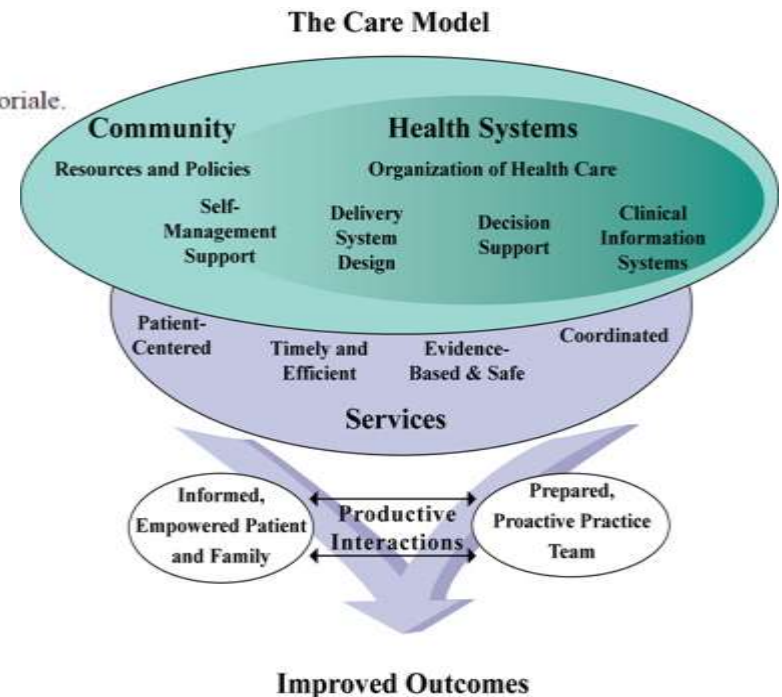 The Care Model
oriale.
Community
Health Systems
Resources and Policies
Organization of Health Care
Self-
Management
Support
Delivery
System
Design
Decision
Support
Clinical
Information
Systems
Patient-
Centered
Timely and
Efficient
Evidence-
Based & Safe
Coordinated
Services
Informed,
Empowered Patient
and Family
Productive
Interactions
Prepared,
Proactive Practice
Team
Improved Outcomes